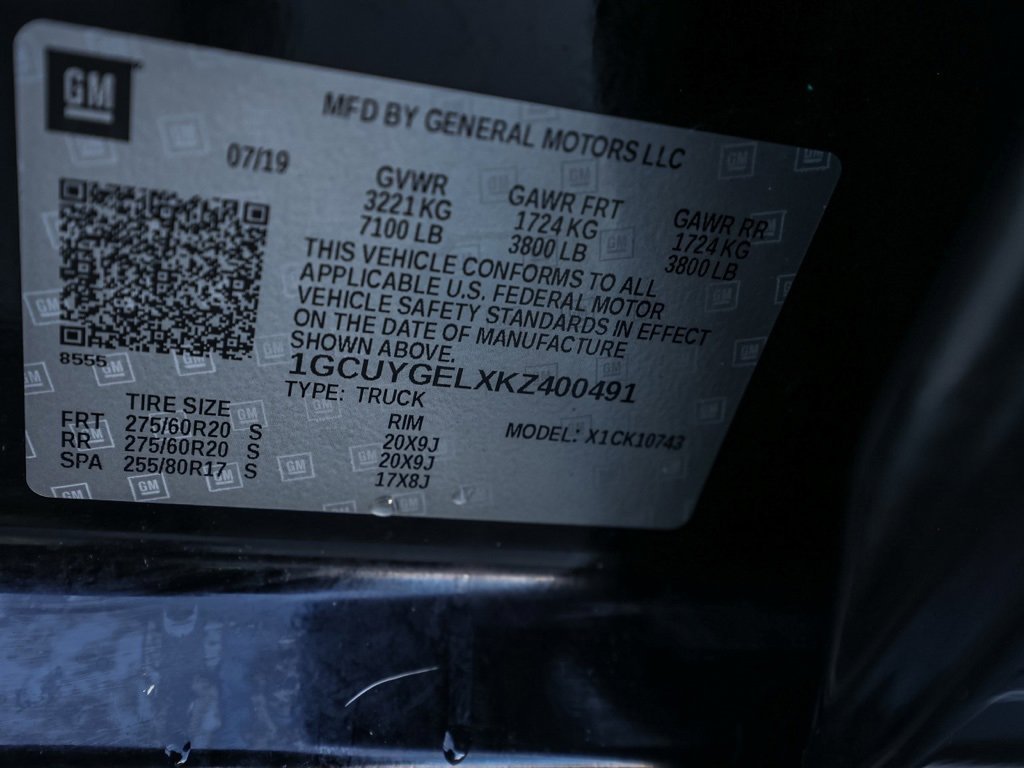 GM
MFD BY GENERAL MOTORS LLC
07/19
GVWR GAWR FRT GAWR RR
3221 KG 1724 KG 1724 KG
7100 LB 3800 LB 3800 LB
THIS VEHICLE CONFORMS TO ALL
APPLICABLE U.S. FEDERAL MOTOR
VEHICLE SAFETY STANDARDS IN EFFECT
ON THE DATE OF MANUFACTURE
SHOWN ABOVE.
8555
1GCUYGELXKZ400491
TYPE: TRUCK
MODEL: X1CK10743
TIRE SIZE RIM
FRT 275/60R20 S 20X9J
RR 275/60R20 S 20X9J
SPA 255/80R17 S 17X8J